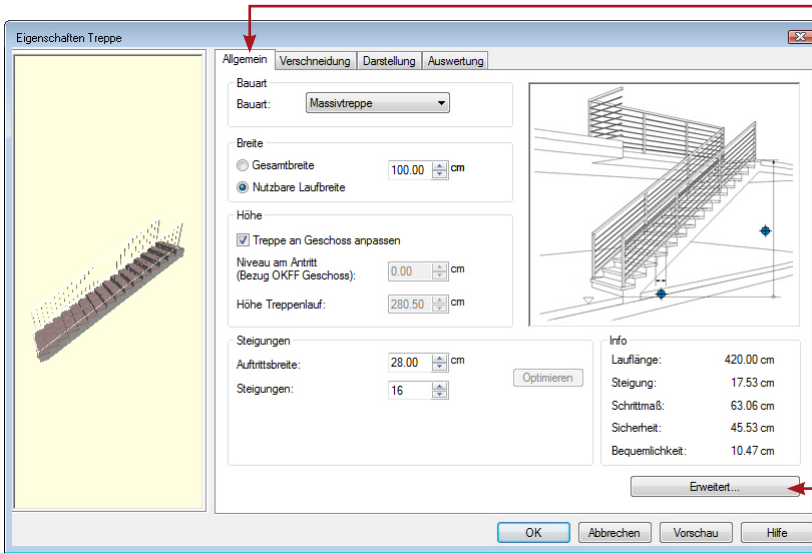 Eigenschaften Treppe
Allgemein Verschneidung Darstellung Auswertung
Bauart
Bauart: Massivtreppe
Breite
Gesamtbreite
100.00 cm
Nutzbare Laufbreite
Höhe
Treppe an Geschoss anpassen
Niveau am Antritt
(Bezug OKFF Geschoss): 0.00 cm
Höhe Treppenlauf: 280.50 cm
Steigungen
Auftrittsbreite: 28.00 cm
Steigungen: 16
Optimieren
Info
Lauflänge: 420.00 cm
Steigung: 17.53 cm
Schrittmaß: 63.06 cm
Sicherheit: 45.53 cm
Bequemlichkeit: 10.47 cm
Erweitert...
OK Abbrechen Vorschau Hilfe